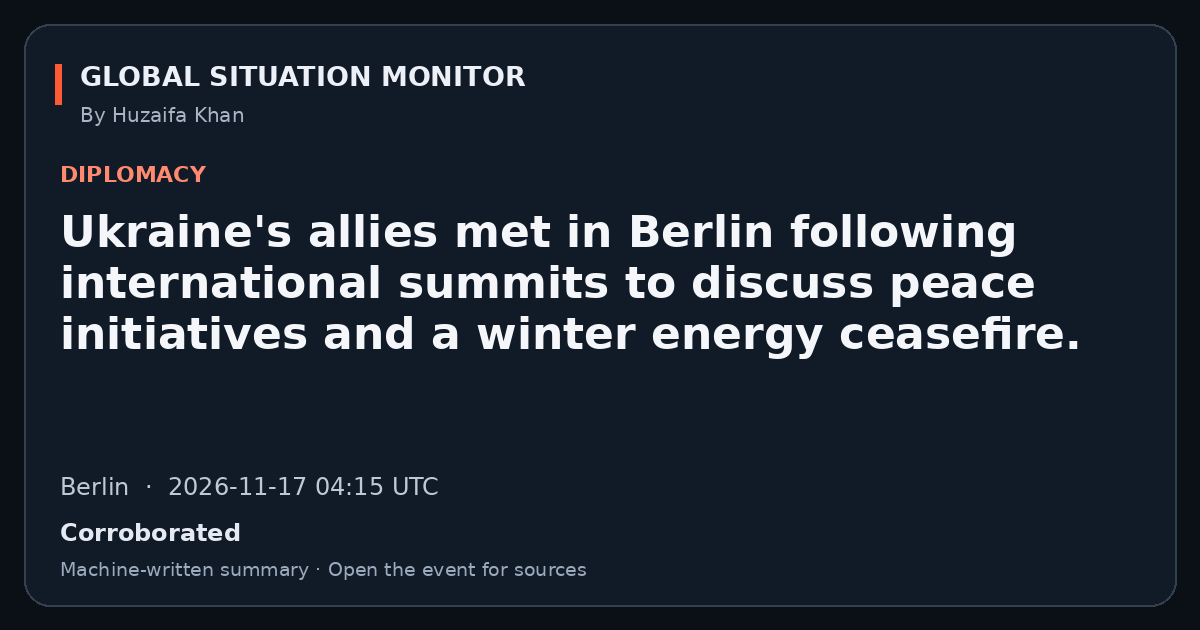 GLOBAL SITUATION MONITOR
By Huzaifa Khan
DIPLOMACY
Ukraine's allies met in Berlin following
international summits to discuss peace
initiatives and a winter energy ceasefire.
Berlin · 2026-11-17 04:15 UTC
Corroborated
Machine-written summary · Open the event for sources